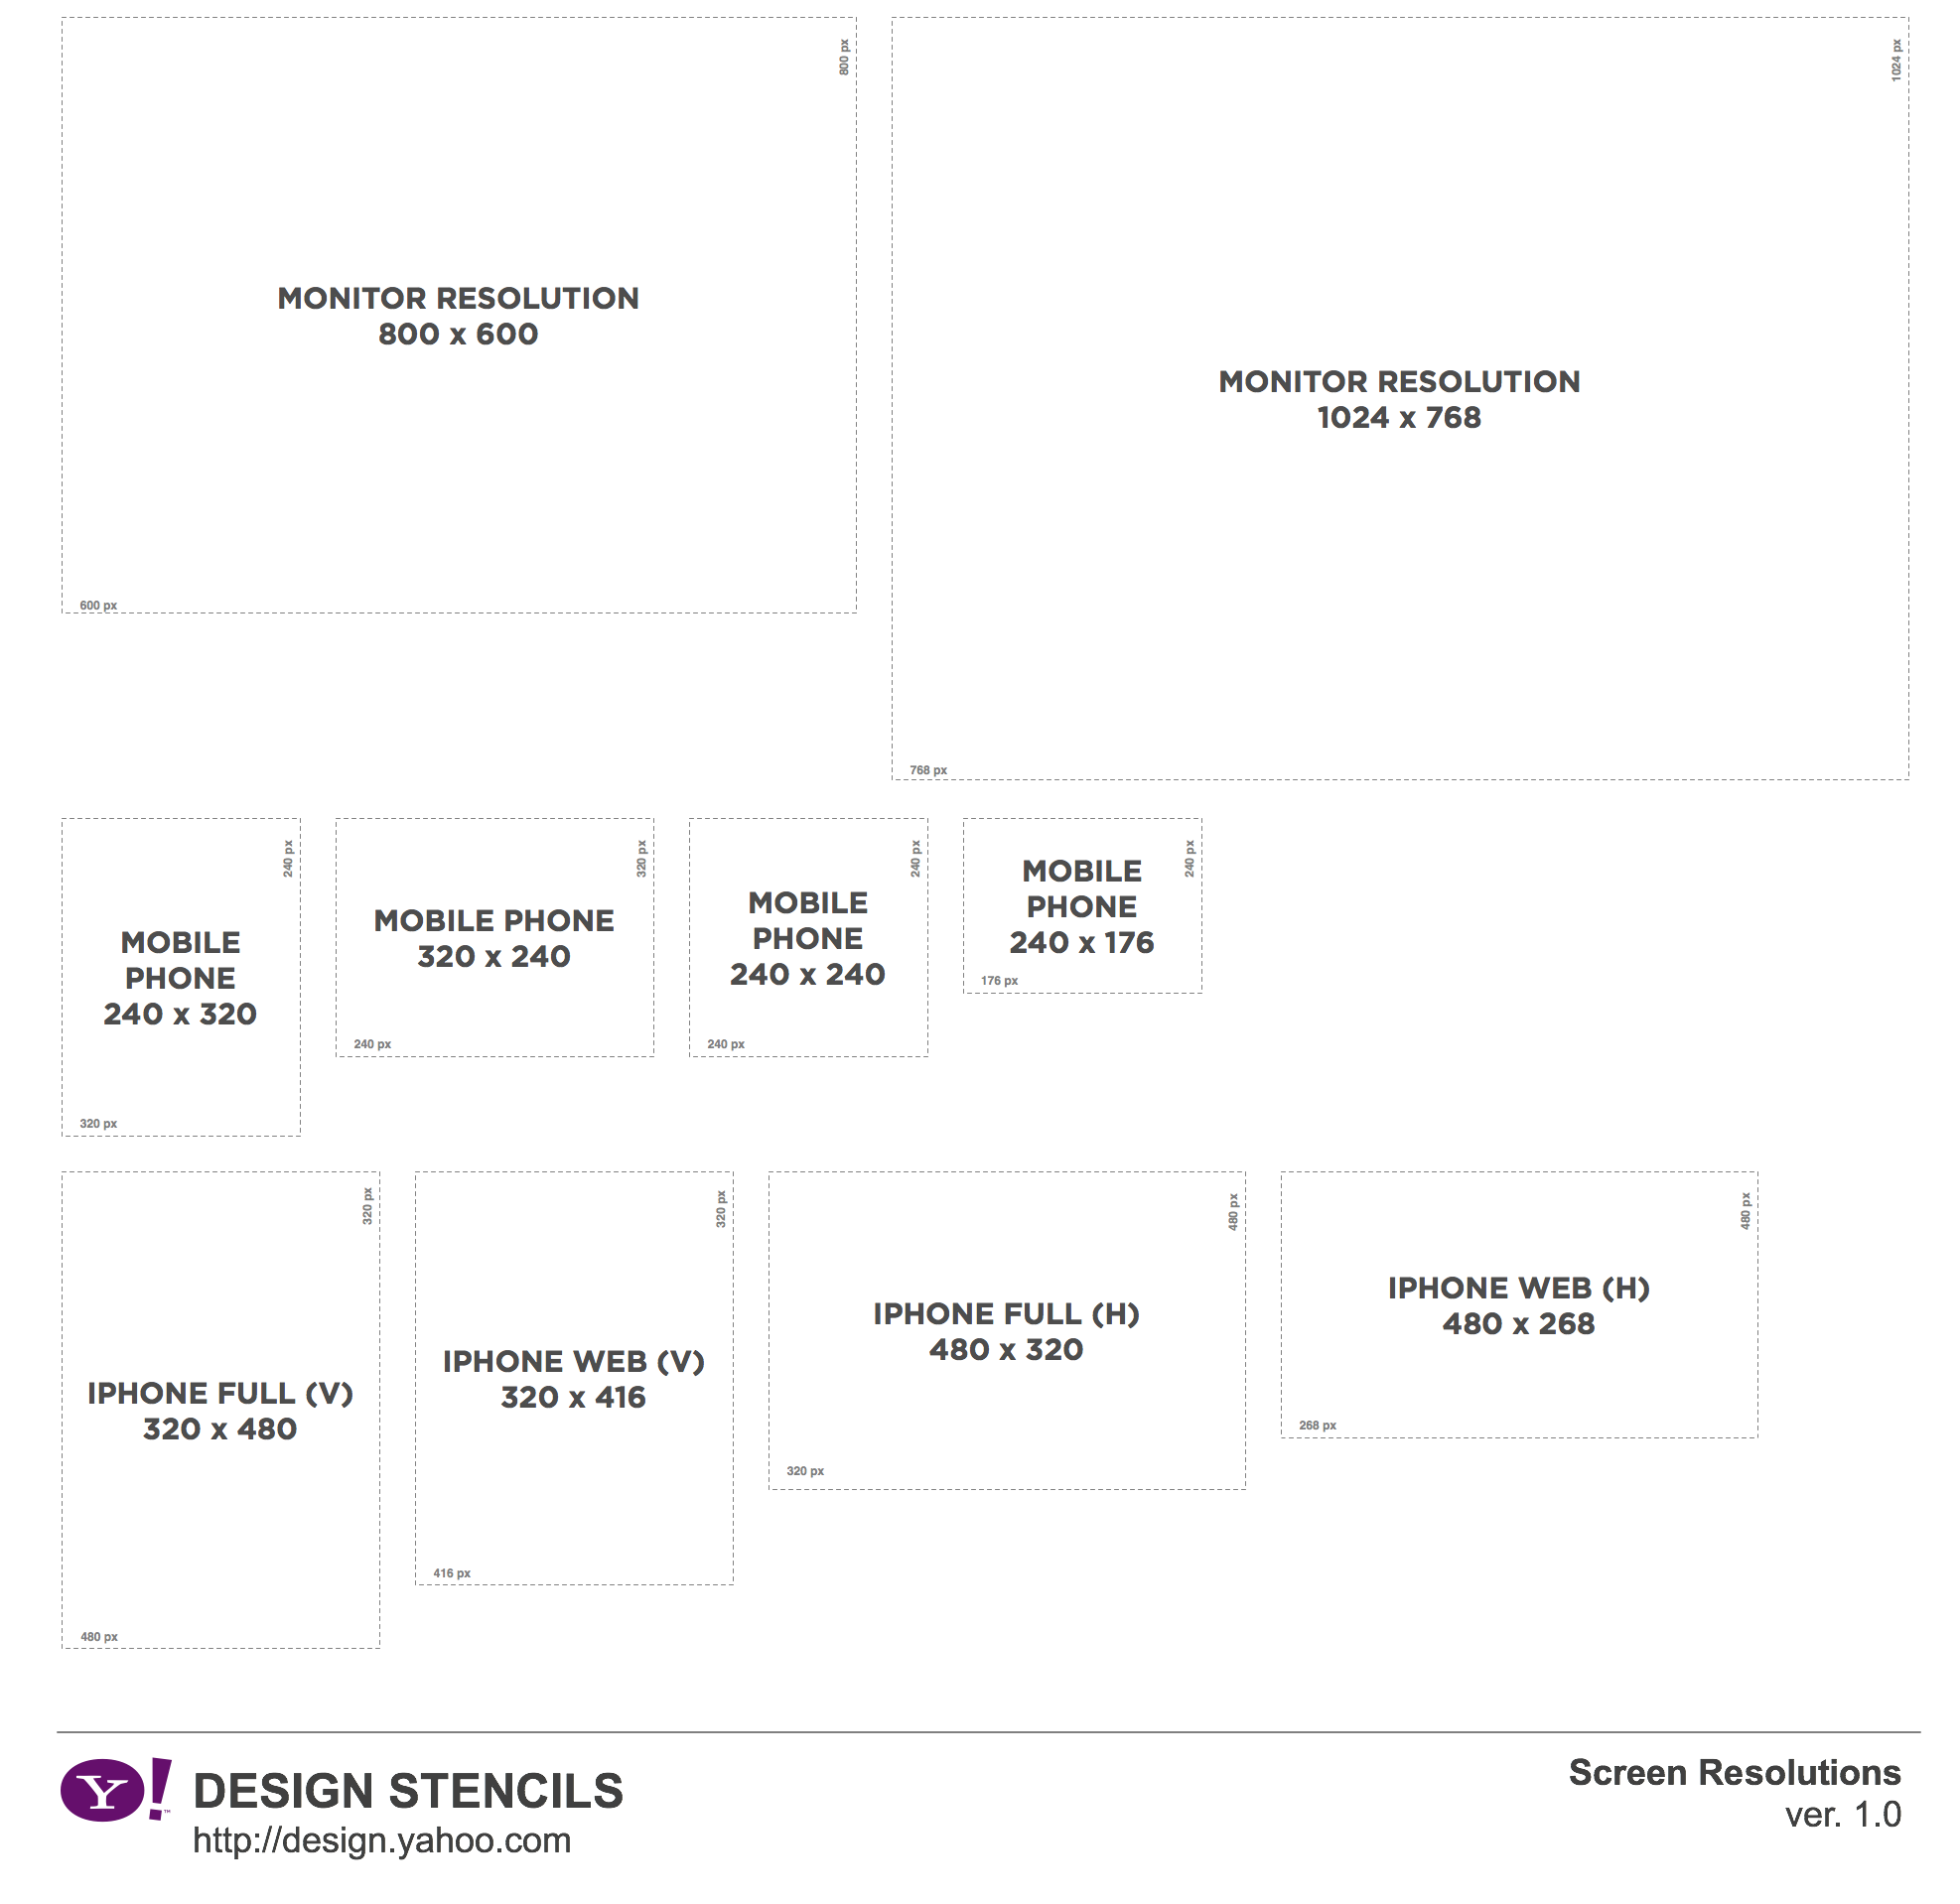 800 px
MONITOR RESOLUTION
800 x 600
600 px
1024 px
MONITOR RESOLUTION
1024 x 768
768 px
240 px
MOBILE
PHONE
240 x 320
320 px
320 px
MOBILE PHONE
320 x 240
240 px
240 px
MOBILE
PHONE
240 x 240
240 px
240 px
MOBILE
PHONE
240 x 176
176 px
320 px
IPHONE FULL (V)
320 x 480
480 px
320 px
IPHONE WEB (V)
320 x 416
416 px
480 px
IPHONE FULL (H)
480 x 320
320 px
480 px
IPHONE WEB (H)
480 x 268
268 px
Y!™
DESIGN STENCILS
http://design.yahoo.com
Screen Resolutions
ver. 1.0